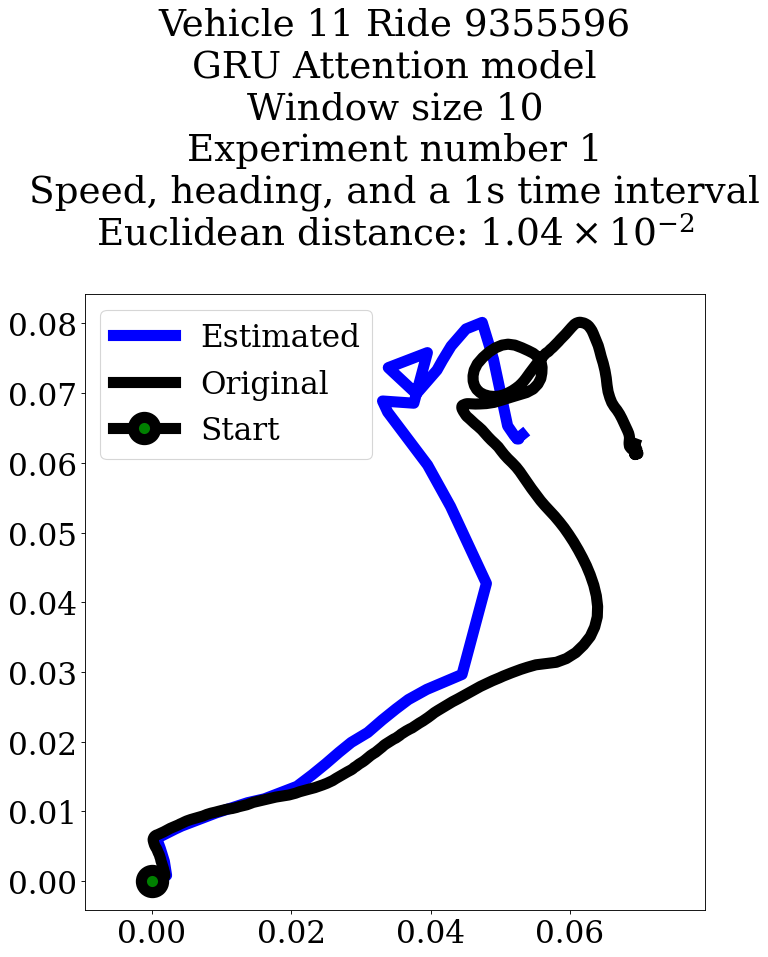 Vehicle 11 Ride 9355596
GRU Attention model
Window size 10
Experiment number 1
Speed, heading, and a 1s time interval
Euclidean distance: 1.04 × 10⁻²
Estimated
Original
Start
0.08
0.07
0.06
0.05
0.04
0.03
0.02
0.01
0.00
0.00 0.02 0.04 0.06